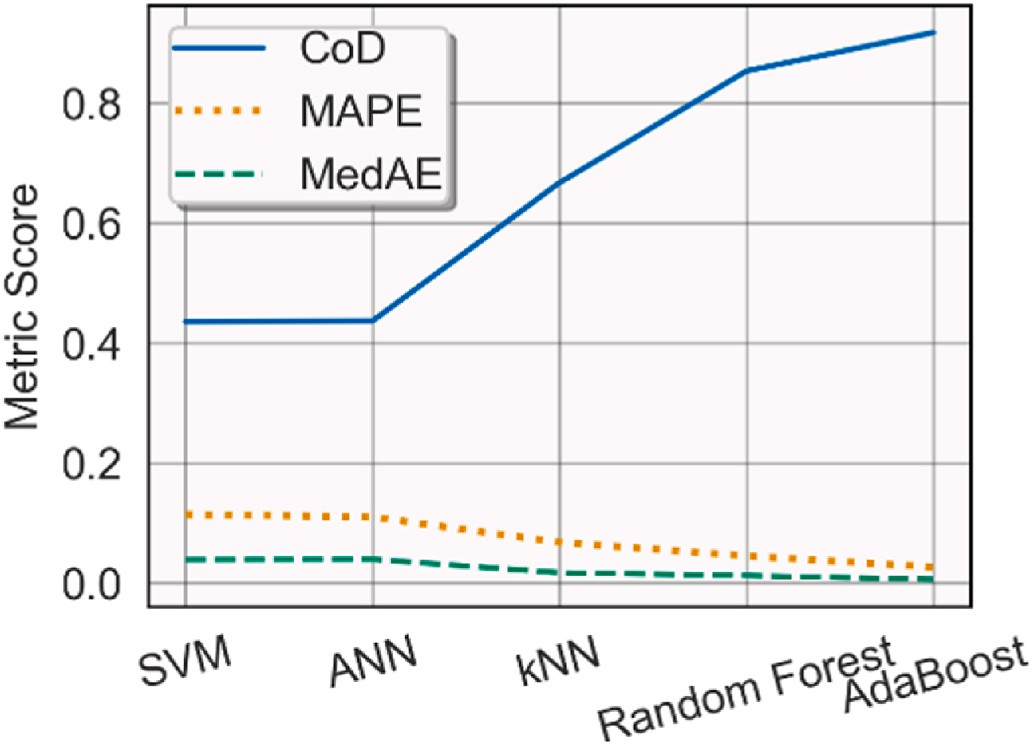 CoD
MAPE
MedAE
Metric Score
0.8
0.6
0.4
0.2
0.0
SVM
ANN
kNN
Random Forest
AdaBoost